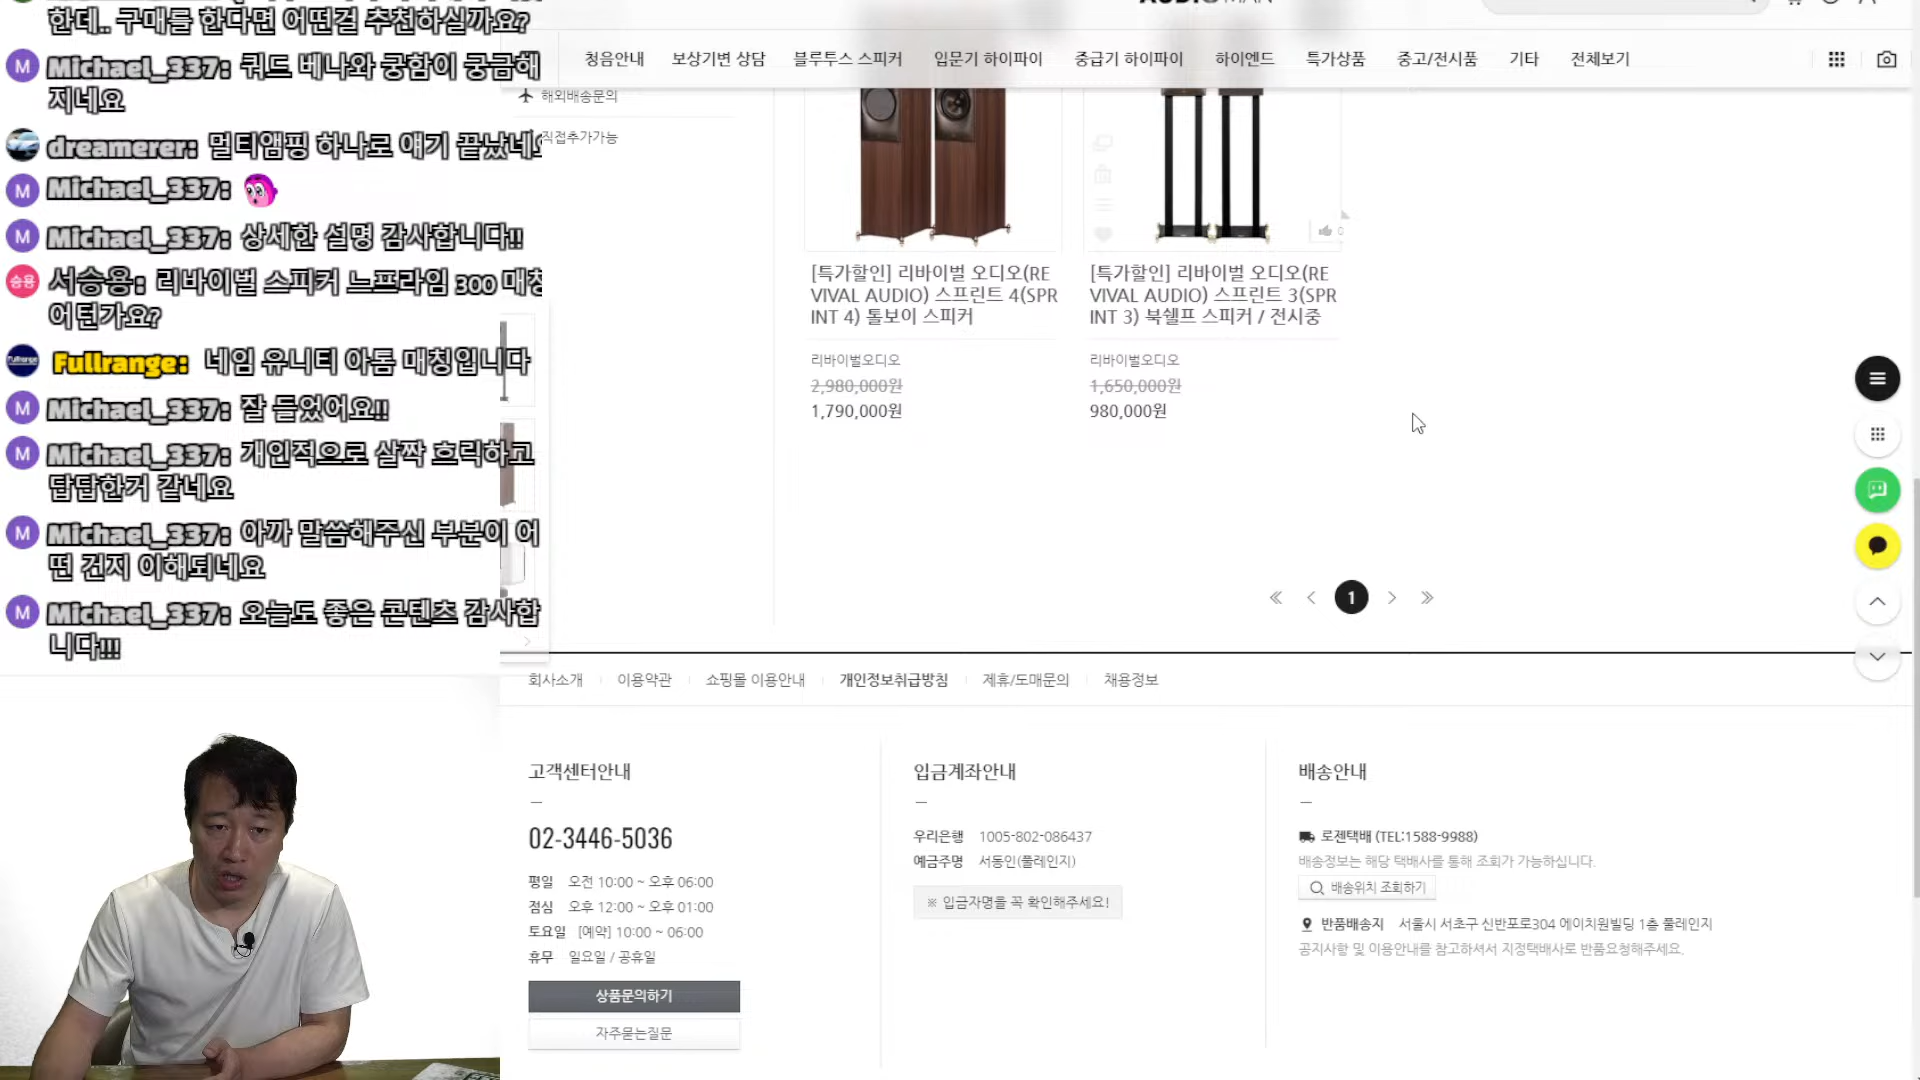 한데.. 구매를 한다면 어떤걸 추천하실까요?
Michael_337: 쿼드 베나와 궁합이 궁금해
지네요
dreamerer: 멀티앰핑 하나로 얘기 끝났네
Michael_337:
Michael_337: 상세한 설명 감사합니다!!
서승용: 리바이벌 스피커 느프라임 300 매칭
어떤가요?
Fullrange: 네임 유니티 아톰 매칭입니다
Michael_337: 잘 들었어요!!
Michael_337: 개인적으로 살짝 흐릭하고
답답한거 같네요
Michael_337: 아까 말씀해주신 부분이 어
떤 건지 이해되네요
Michael_337: 오늘도 좋은 콘텐츠 감사합
니다!!!
M
M
M
승용
Fullrange
M
M
M
M
AUDIOMAN
청음안내 보상기변 상담 블루투스 스피커 입문기 하이파이 중급기 하이파이 하이엔드 특가상품 중고/전시품 기타 전체보기
해외배송문의
직접추가가능
0
[특가할인] 리바이벌 오디오(RE
VIVAL AUDIO) 스프린트 4(SPR
INT 4) 톨보이 스피커
리바이벌오디오
2,980,000원
1,790,000원
[특가할인] 리바이벌 오디오(RE
VIVAL AUDIO) 스프린트 3(SPR
INT 3) 북쉘프 스피커 / 전시중
리바이벌오디오
1,650,000원
980,000원
1
회사소개 이용약관 쇼핑몰 이용안내 개인정보취급방침 제휴/도매문의 채용정보
고객센터안내
02-3446-5036
평일 오전 10:00 ~ 오후 06:00
점심 오후 12:00 ~ 오후 01:00
토요일 [예약] 10:00 ~ 06:00
휴무 일요일 / 공휴일
상품문의하기
자주묻는질문
입금계좌안내
우리은행 1005-802-086437
예금주명 서동인(풀레인지)
※ 입금자명을 꼭 확인해주세요!
배송안내
로젠택배 (TEL:1588-9988)
배송정보는 해당 택배사를 통해 조회가 가능하십니다.
배송위치 조회하기
반품배송지 서울시 서초구 신반포로304 에이치원빌딩 1층 풀레인지
공지사항 및 이용안내를 참고하셔서 지정택배사로 반품요청해주세요.